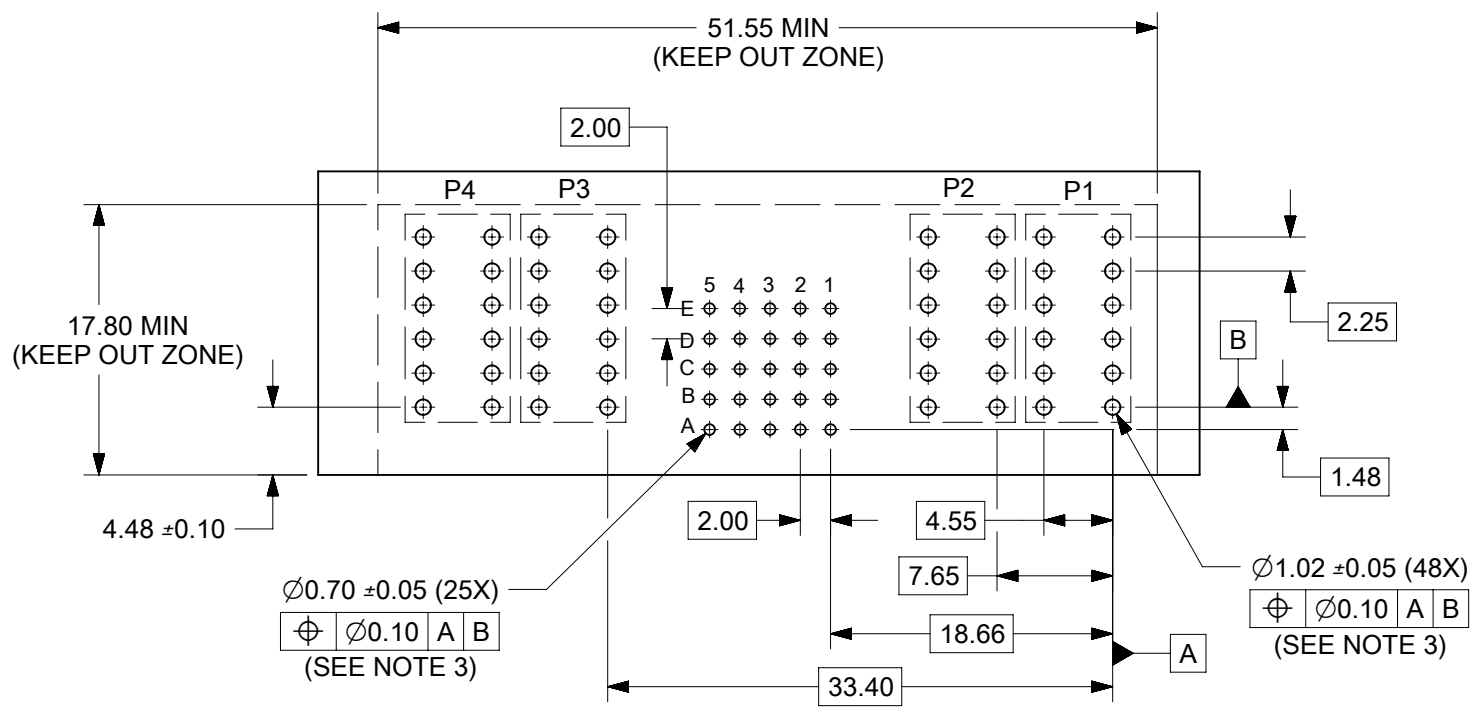 51.55 MIN
(KEEP OUT ZONE)
2.00
P4
P3
P2
P1
5 4 3 2 1
E
D
C
B
A
17.80 MIN
(KEEP OUT ZONE)
2.25
B
1.48
4.48 ±0.10
2.00
4.55
7.65
18.66
33.40
A
∅0.70 ±0.05 (25X)
⌖ ∅0.10 A B
(SEE NOTE 3)
∅1.02 ±0.05 (48X)
⌖ ∅0.10 A B
(SEE NOTE 3)